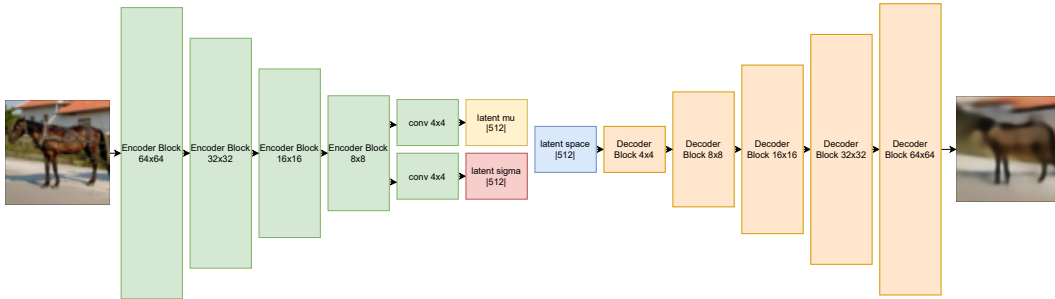 Encoder Block
64x64
Encoder Block
32x32
Encoder Block
16x16
Encoder Block
8x8
conv 4x4
conv 4x4
latent mu
|512|
latent sigma
|512|
latent space
|512|
Decoder
Block 4x4
Decoder
Block 8x8
Decoder
Block 16x16
Decoder
Block 32x32
Decoder
Block 64x64